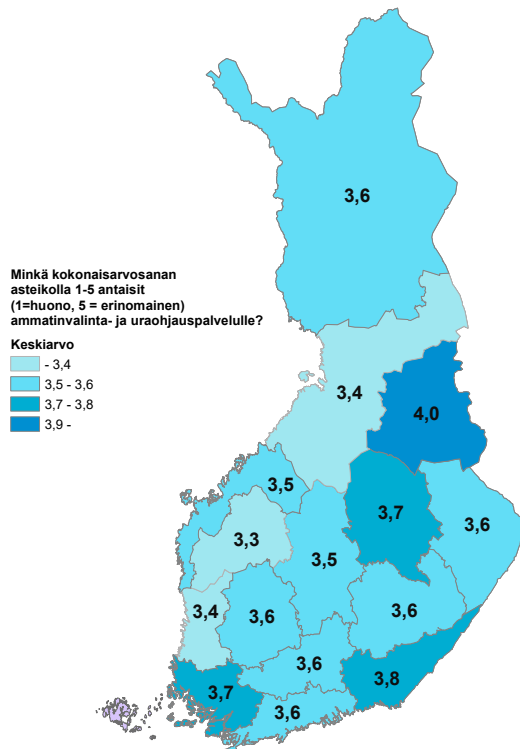 3,6
Minkä kokonaisarvosanan
asteikolla 1-5 antaisit
(1=huono, 5 = erinomainen)
ammatinvalinta- ja uraohjauspalvelulle?
Keskiarvo
- 3,4
3,5 - 3,6
3,7 - 3,8
3,9 -
3,4
4,0
3,5
3,7
3,6
3,3
3,5
3,4
3,6
3,6
3,6
3,8
3,7
3,6